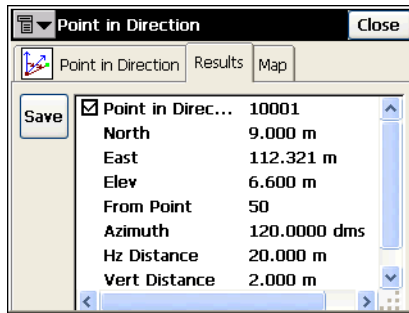 Point in Direction Close
Point in Direction Results Map
Save
Point in Direc... 10001
North 9.000 m
East 112.321 m
Elev 6.600 m
From Point 50
Azimuth 120.0000 dms
Hz Distance 20.000 m
Vert Distance 2.000 m